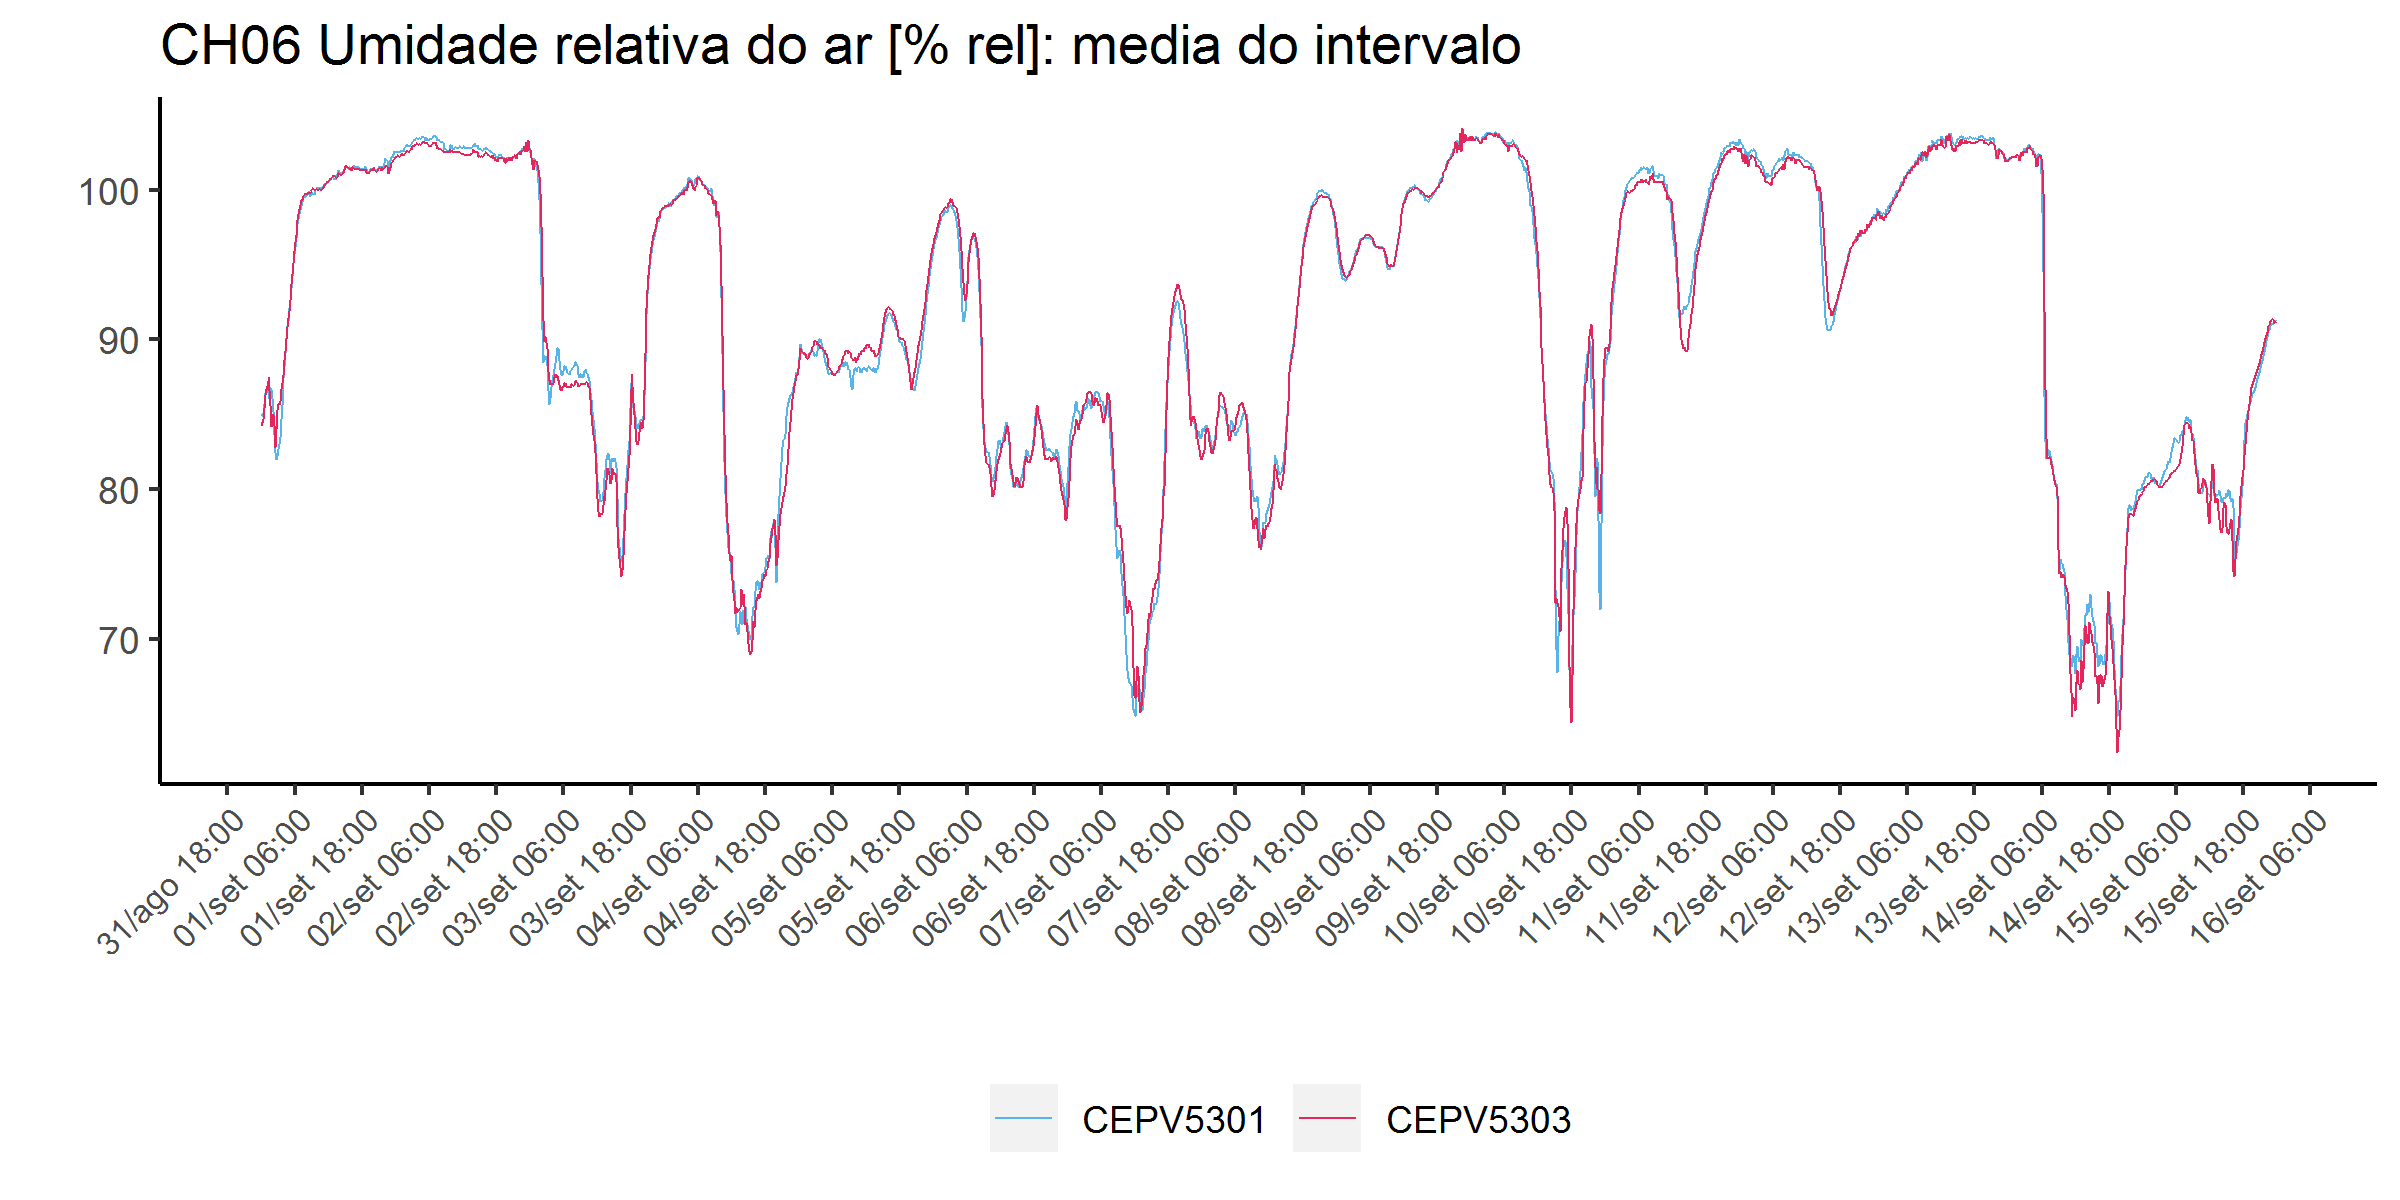 CH06 Umidade relativa do ar [% rel]: media do intervalo
100
90
80
70
31/ago 18:00
01/set 06:00
01/set 18:00
02/set 06:00
02/set 18:00
03/set 06:00
03/set 18:00
04/set 06:00
04/set 18:00
05/set 06:00
05/set 18:00
06/set 06:00
06/set 18:00
07/set 06:00
07/set 18:00
08/set 06:00
08/set 18:00
09/set 06:00
09/set 18:00
10/set 06:00
10/set 18:00
11/set 06:00
11/set 18:00
12/set 06:00
12/set 18:00
13/set 06:00
13/set 18:00
14/set 06:00
14/set 18:00
15/set 06:00
15/set 18:00
16/set 06:00
CEPV5301
CEPV5303